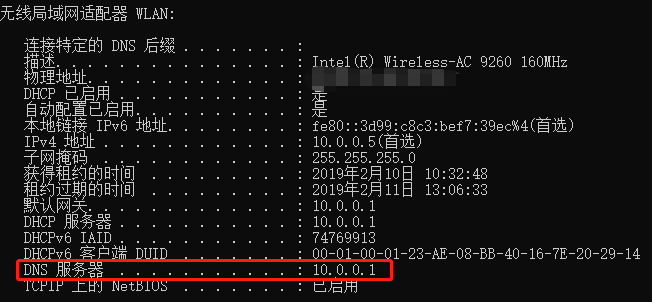 无线局域网适配器 WLAN:
连接特定的 DNS 后缀 . . . . . . . :
描述. . . . . . . . . . . . . . . : Intel(R) Wireless-AC 9260 160MHz
物理地址. . . . . . . . . . . . . :
DHCP 已启用 . . . . . . . . . . . : 是
自动配置已启用. . . . . . . . . . : 是
本地链接 IPv6 地址. . . . . . . . : fe80::3d99:c8c3:bef7:39ec%4(首选)
IPv4 地址 . . . . . . . . . . . . : 10.0.0.5(首选)
子网掩码 . . . . . . . . . . . . : 255.255.255.0
获得租约的时间 . . . . . . . . . : 2019年2月10日 10:32:48
租约过期的时间 . . . . . . . . . : 2019年2月11日 13:06:33
默认网关. . . . . . . . . . . . . : 10.0.0.1
DHCP 服务器 . . . . . . . . . . . : 10.0.0.1
DHCPv6 IAID . . . . . . . . . . . : 74769913
DHCPv6 客户端 DUID . . . . . . . : 00-01-00-01-23-AE-08-BB-40-16-7E-20-29-14
DNS 服务器 . . . . . . . . . . . : 10.0.0.1
TCPIP 上的 NetBIOS . . . . . . . : 已启用